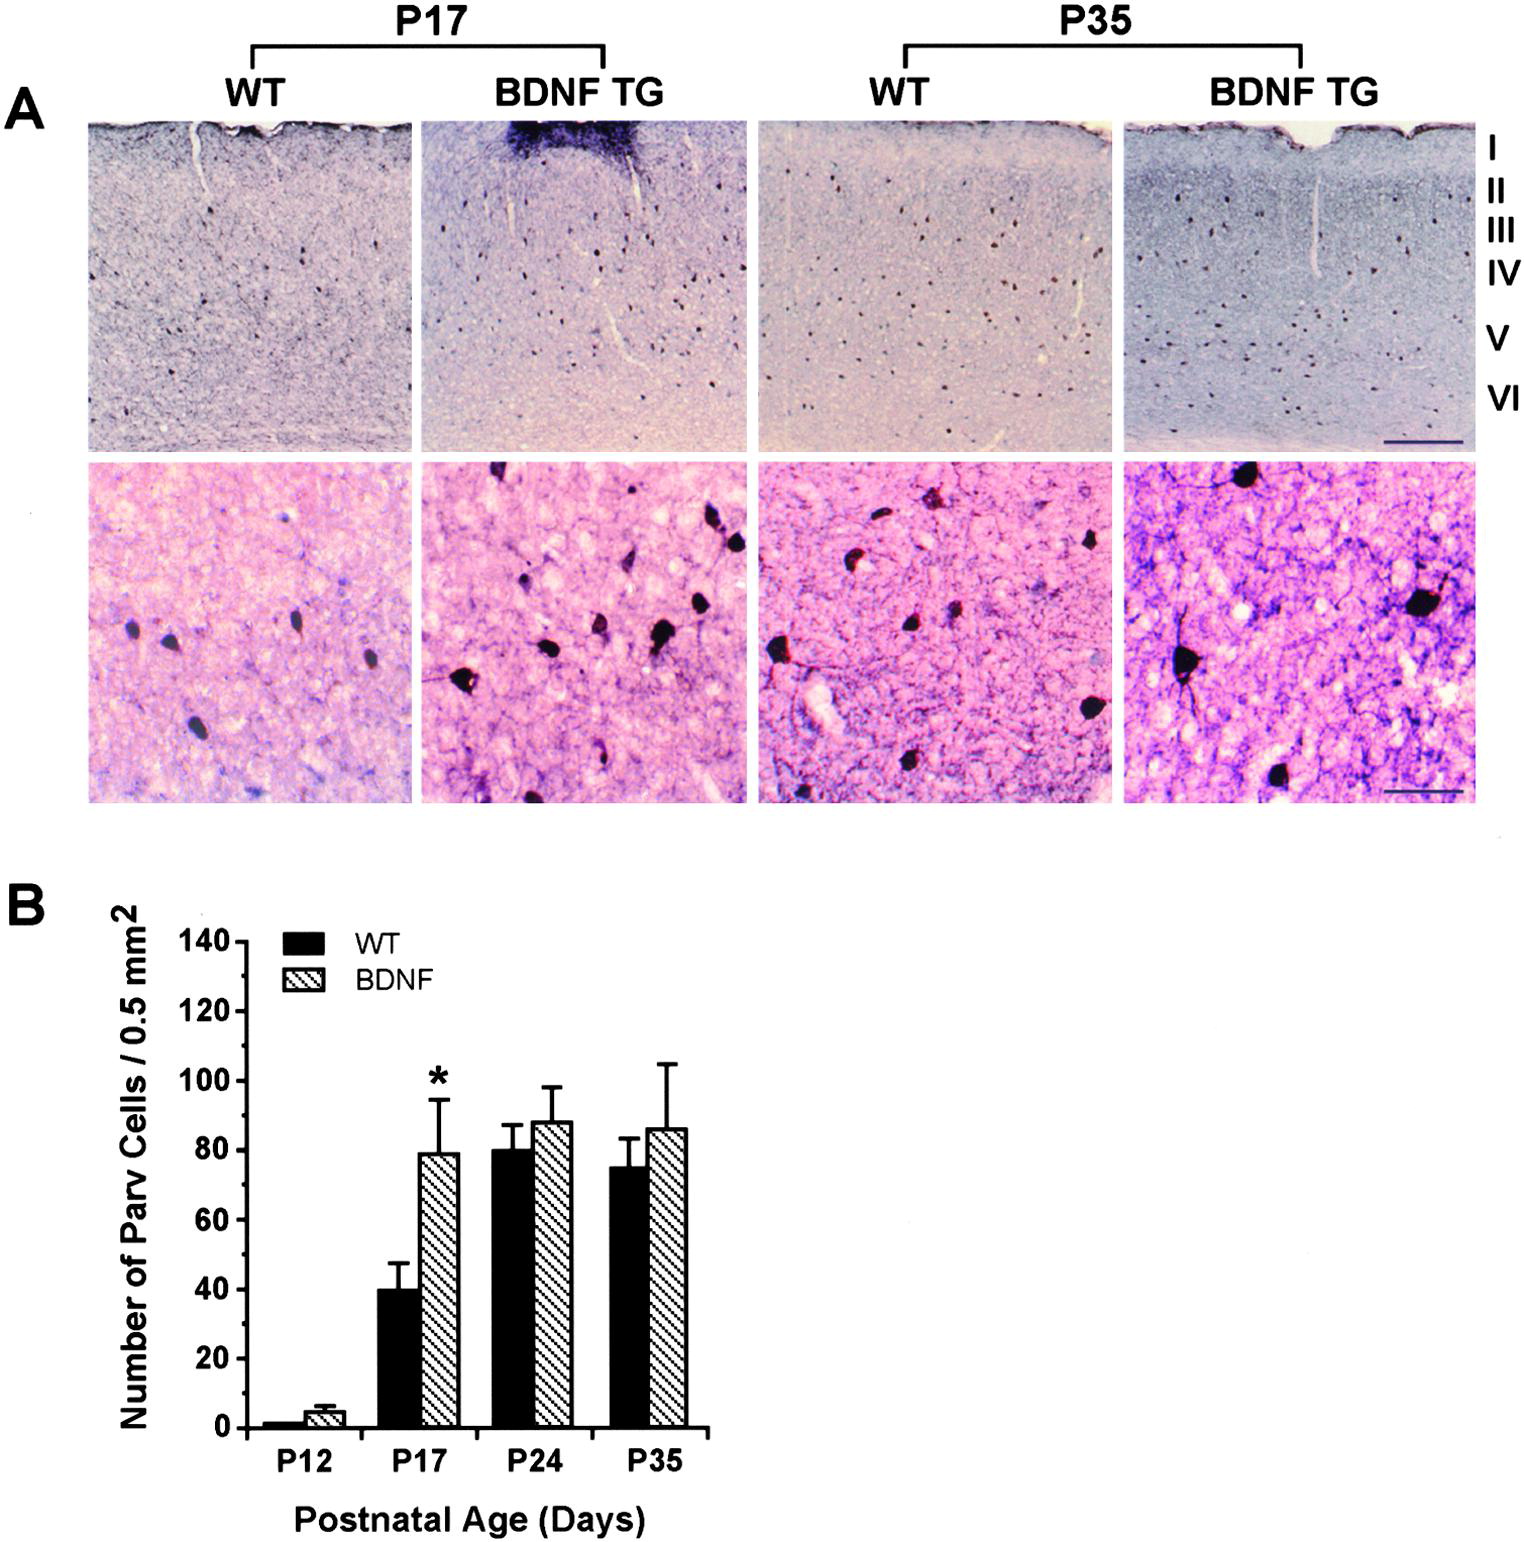 P17 P35
A WT BDNF TG WT BDNF TG
I
II
III
IV
V
VI
B
Number of Parv Cells / 0.5 mm2
140
120
100
80
60
40
20
0
WT
BDNF
*
P12 P17 P24 P35
Postnatal Age (Days)